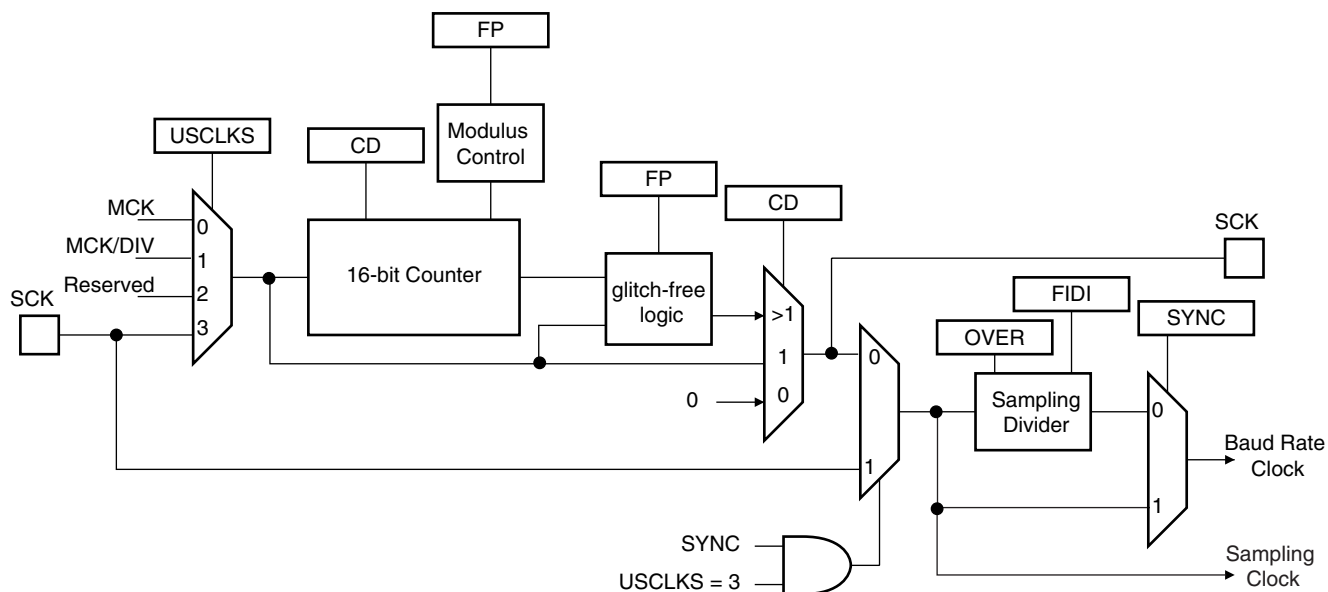 FP
USCLKS
CD
Modulus
Control
FP
CD
MCK
0
MCK/DIV
1
Reserved
2
SCK
3
16-bit Counter
glitch-free
logic
>1
1
0
0
SCK
FIDI
OVER
SYNC
0
1
Sampling
Divider
0
1
Baud Rate
Clock
SYNC
USCLKS = 3
Sampling
Clock